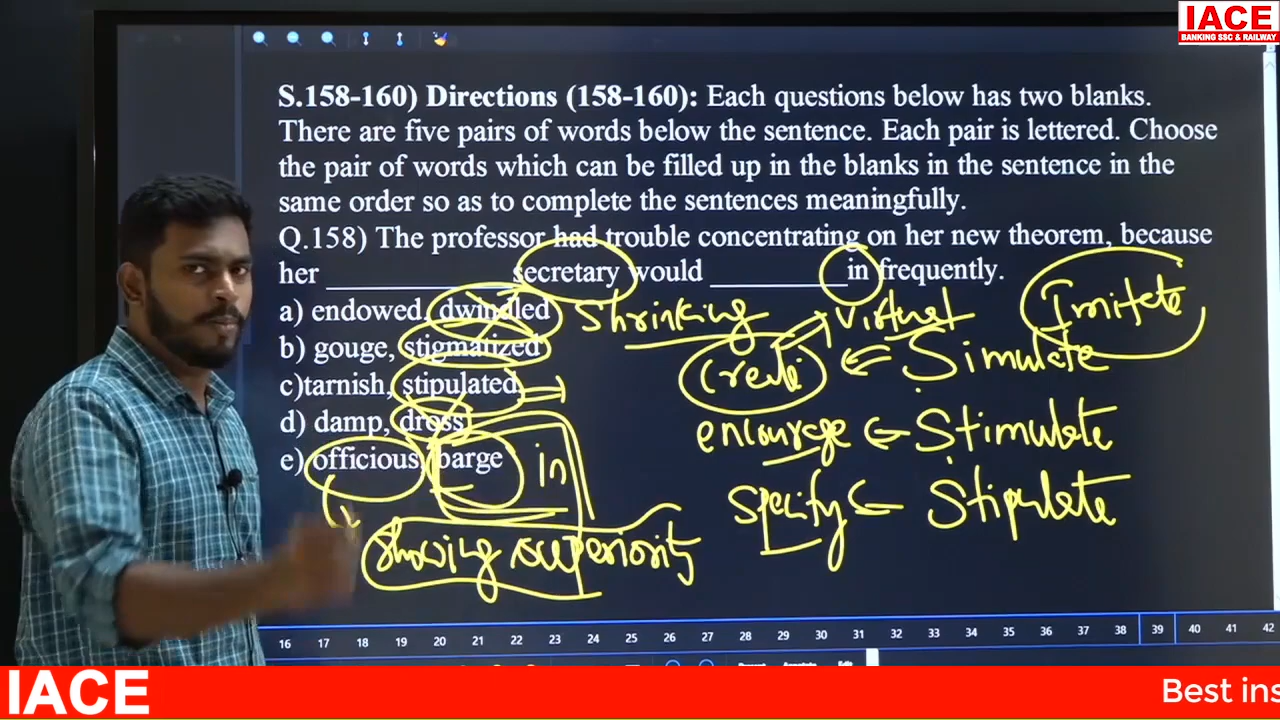 IACE
BANKING SSC & RAILWAY
S.158-160) Directions (158-160): Each questions below has two blanks.
There are five pairs of words below the sentence. Each pair is lettered. Choose
the pair of words which can be filled up in the blanks in the sentence in the
same order so as to complete the sentences meaningfully.
Q.158) The professor had trouble concentrating on her new theorem, because
her ______________ secretary would __________in frequently.
a) endowed, dwindled Shrinking Virtual Imitate
b) gouge, stigmatized Create Simulate
c)tarnish, stipulated
d) damp, dross encourage Stimulate
e) officious, barge in Specify Stipulate
Showing superiority
16 17 18 19 20 21 22 23 24 25 26 27 28 29 30 31 32 33 34 35 36 37 38 39 40 41 42
IACE
Best ins